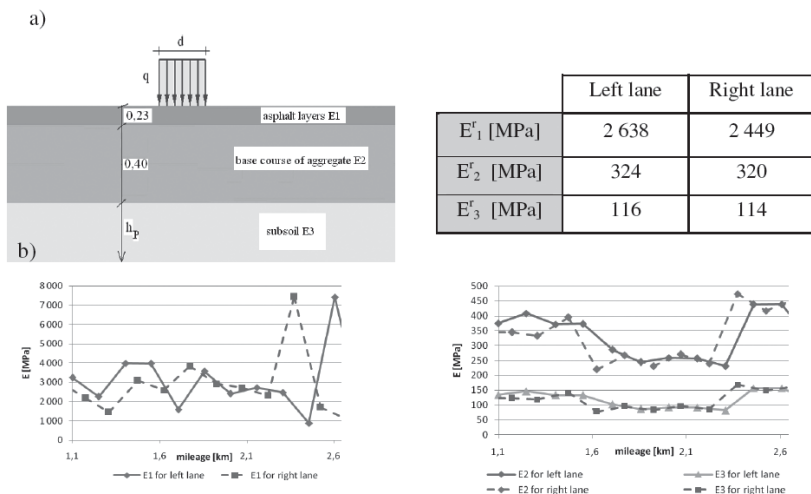 a)
d
q
0,23
asphalt layers E1
0,40
base course of aggregate E2
hP
subsoil E3
Left lane Right lane
Er1 [MPa] 2 638 2 449
Er2 [MPa] 324 320
Er3 [MPa] 116 114
b)
8 000
7 000
6 000
5 000
4 000
3 000
2 000
1 000
0
E [MPa]
1,1 1,6 2,1 2,6
mileage [km]
E1 for left lane E1 for right lane
500
450
400
350
300
250
200
150
100
50
0
E [MPa]
1,1 1,6 2,1 2,6
mileage [km]
E2 for left lane E3 for left lane
E2 for right lane E3 for right lane